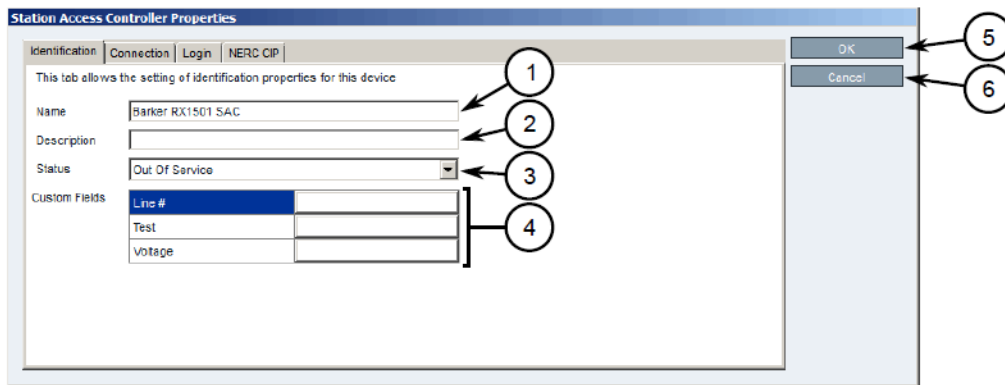 Station Access Controller Properties
Identification Connection Login NERC CIP
This tab allows the setting of identification properties for this device
Name Barker RX1501 SAC
Description
Status Out Of Service
Custom Fields Line #
Test
Voltage
OK
Cancel
1
2
3
4
5
6